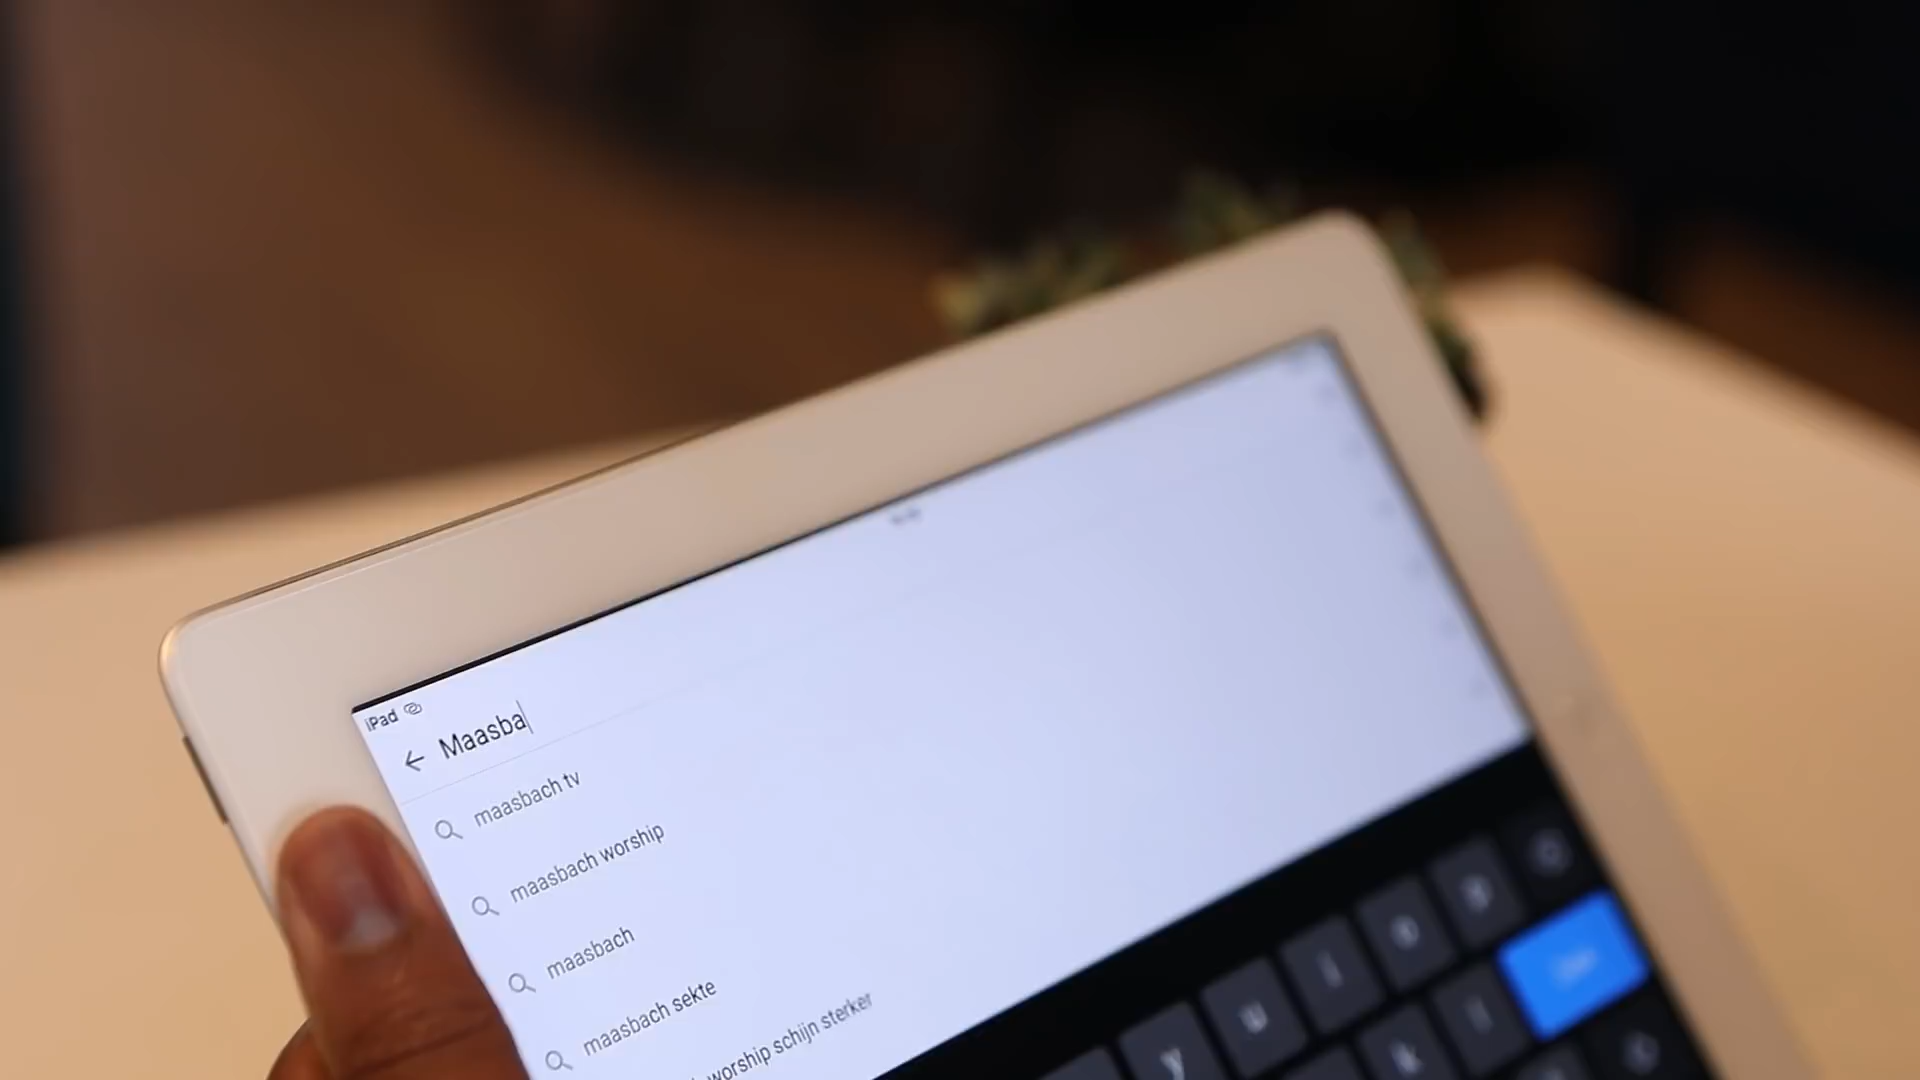 iPad
Maasba
maasbach tv
maasbach worship
maasbach
maasbach sekte
worship schijn sterker
y u i o p
k l